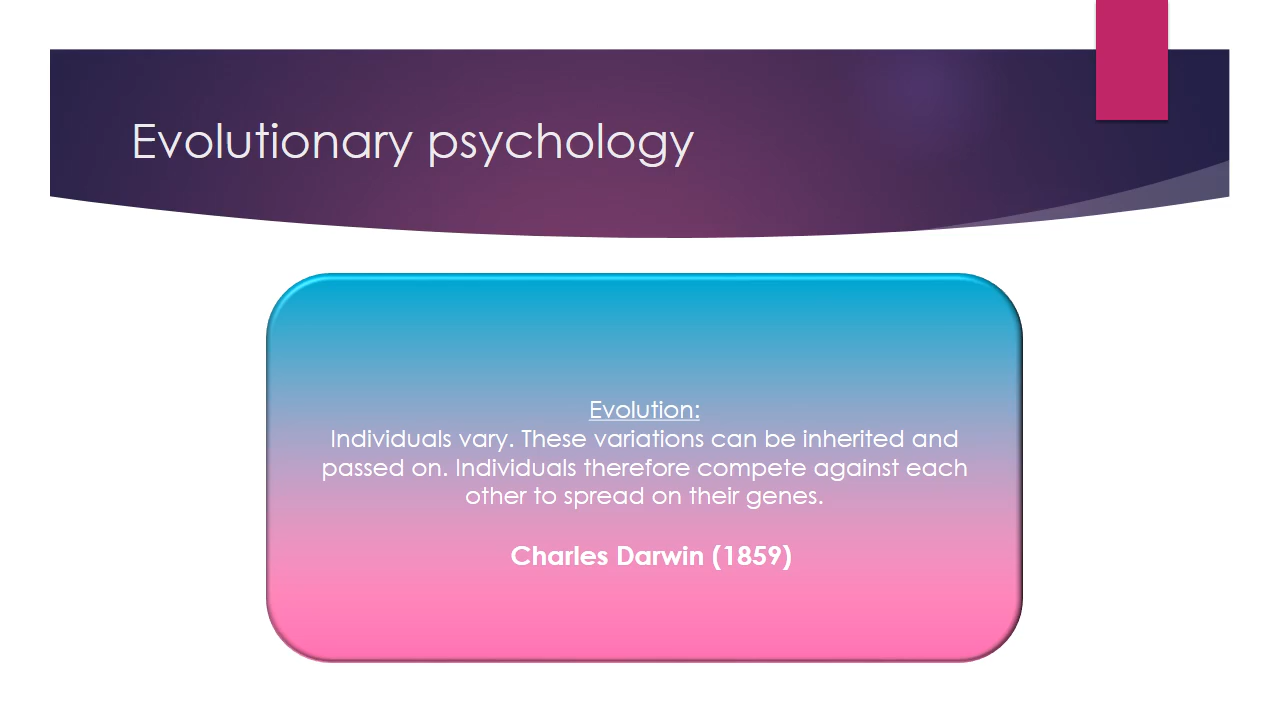 Evolutionary psychology
Evolution:
Individuals vary. These variations can be inherited and
passed on. Individuals therefore compete against each
other to spread on their genes.
Charles Darwin (1859)